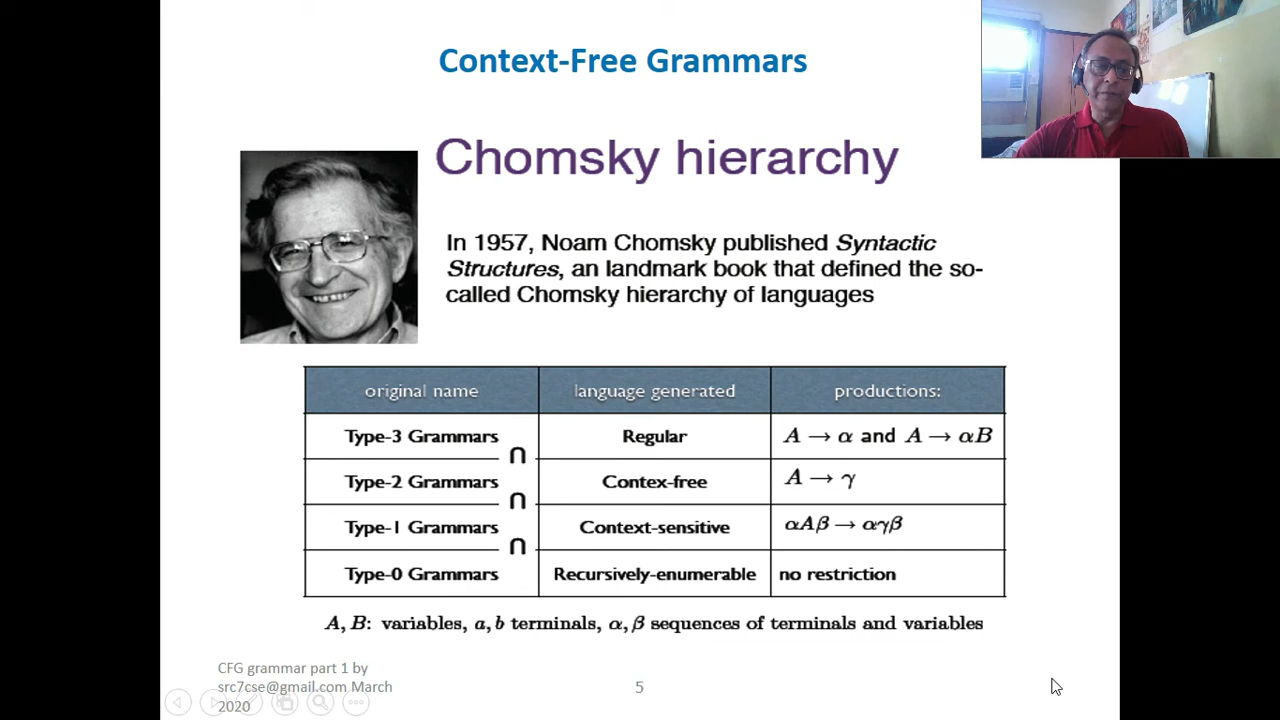 Context-Free Grammars
Chomsky hierarchy
In 1957, Noam Chomsky published Syntactic
Structures, an landmark book that defined the so-
called Chomsky hierarchy of languages
original name language generated productions:
Type-3 Grammars Regular A → α and A → αB
∩
Type-2 Grammars Contex-free A → γ
∩
Type-1 Grammars Context-sensitive αAβ → αγβ
∩
Type-0 Grammars Recursively-enumerable no restriction
A, B: variables, a, b terminals, α, β sequences of terminals and variables
CFG grammar part 1 by
src7cse@gmail.com March
2020
5